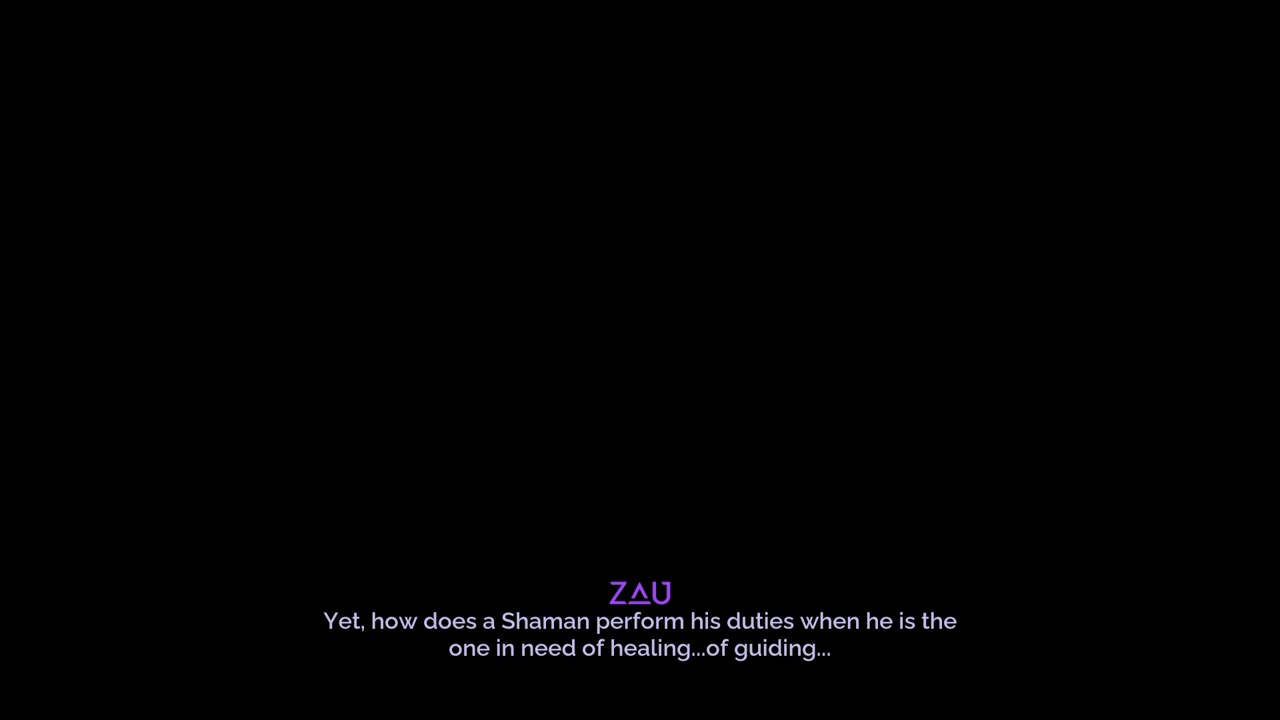 ZAU
Yet, how does a Shaman perform his duties when he is the
one in need of healing...of guiding...